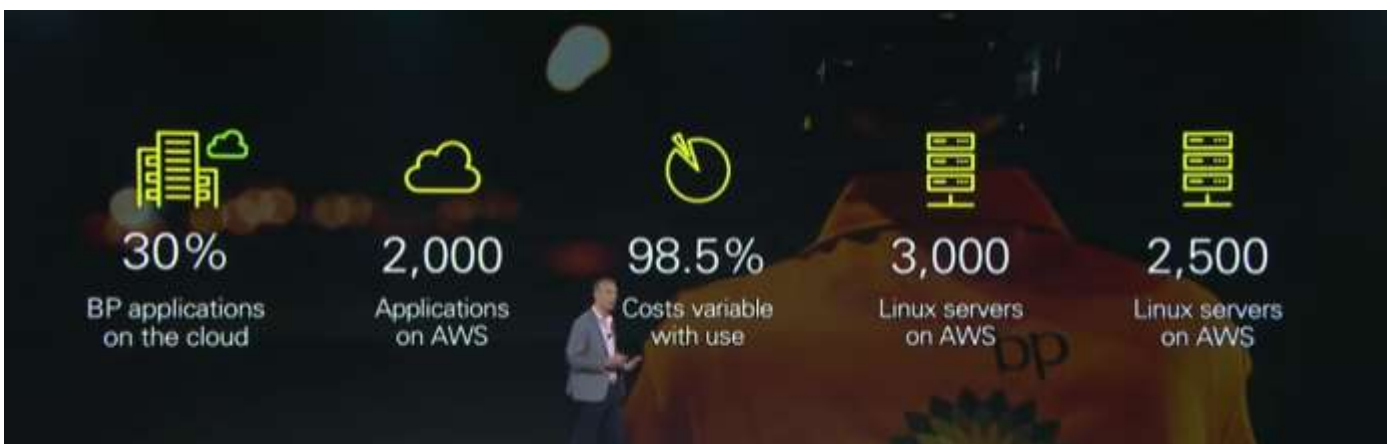 30%
BP applications
on the cloud
2,000
Applications
on AWS
98.5%
Costs variable
with use
3,000
Linux servers
on AWS
2,500
Linux servers
on AWS
bp